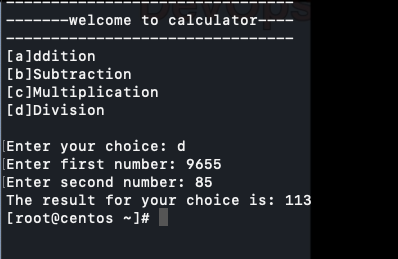 -------------------------------
-------welcome to calculator----
-------------------------------
[a]ddition
[b]Subtraction
[c]Multiplication
[d]Division
Enter your choice: d
Enter first number: 9655
Enter second number: 85
The result for your choice is: 113
[root@centos ~]#